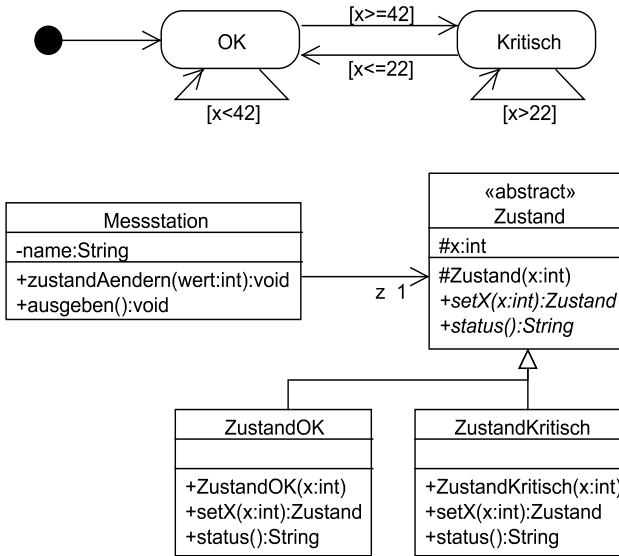 [x>=42]
OK
Kritisch
[x<=22]
[x<42]
[x>22]
Messstation
-name:String
+zustandAendern(wert:int):void
+ausgeben():void
z 1
«abstract»
Zustand
#x:int
#Zustand(x:int)
+setX(x:int):Zustand
+status():String
ZustandOK
+ZustandOK(x:int)
+setX(x:int):Zustand
+status():String
ZustandKritisch
+ZustandKritisch(x:int)
+setX(x:int):Zustand
+status():String